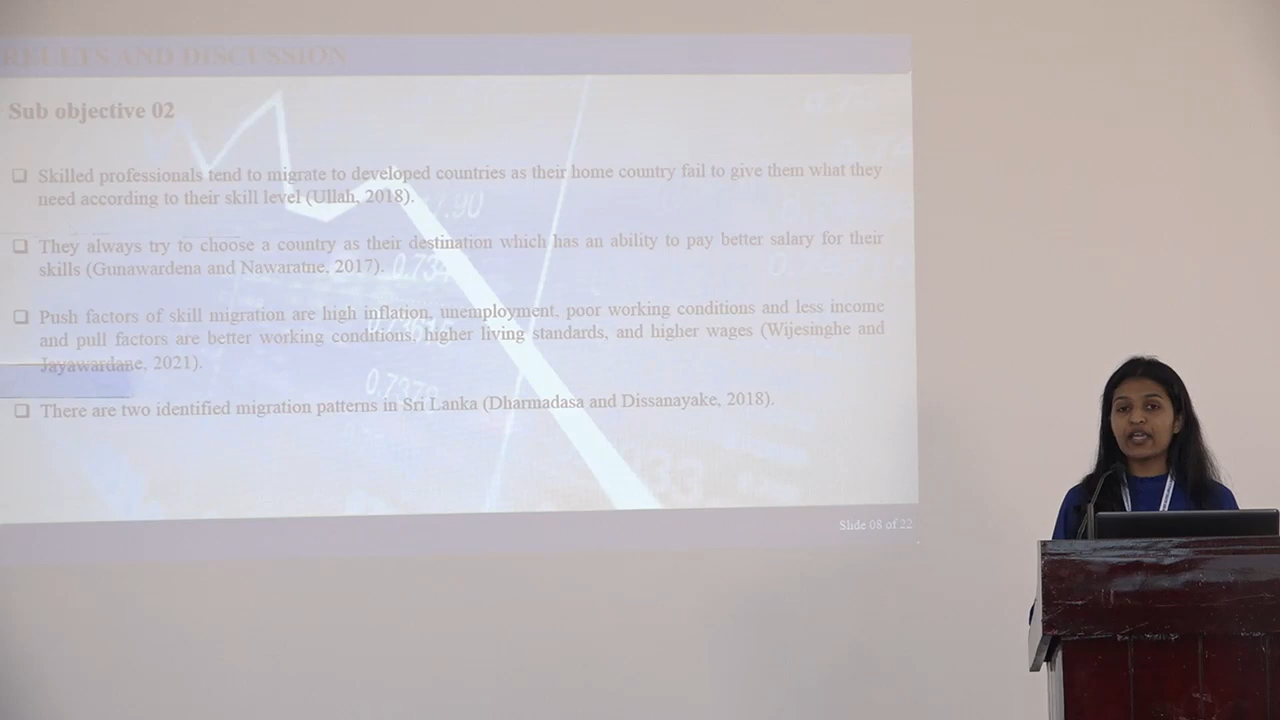 RELLTS AND DISCUSSION
Sub objective 02
❑ Skilled professionals tend to migrate to developed countries as their home country fail to give them what they
need according to their skill level (Ullah, 2018).
❑ They always try to choose a country as their destination which has an ability to pay better salary for their
skills (Gunawardena and Nawaratne, 2017).
❑ Push factors of skill migration are high inflation, unemployment, poor working conditions and less income
and pull factors are better working conditions, higher living standards, and higher wages (Wijesinghe and
Jayawardane, 2021).
❑ There are two identified migration patterns in Sri Lanka (Dharmadasa and Dissanayake, 2018).
Slide 08 of 22